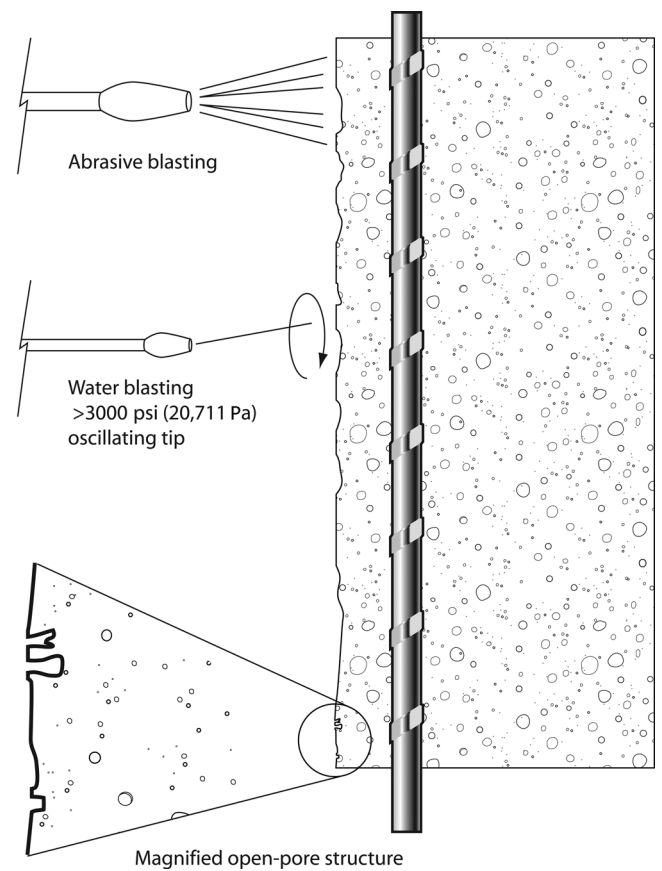 Abrasive blasting
Water blasting
>3000 psi (20,711 Pa)
oscillating tip
Magnified open-pore structure